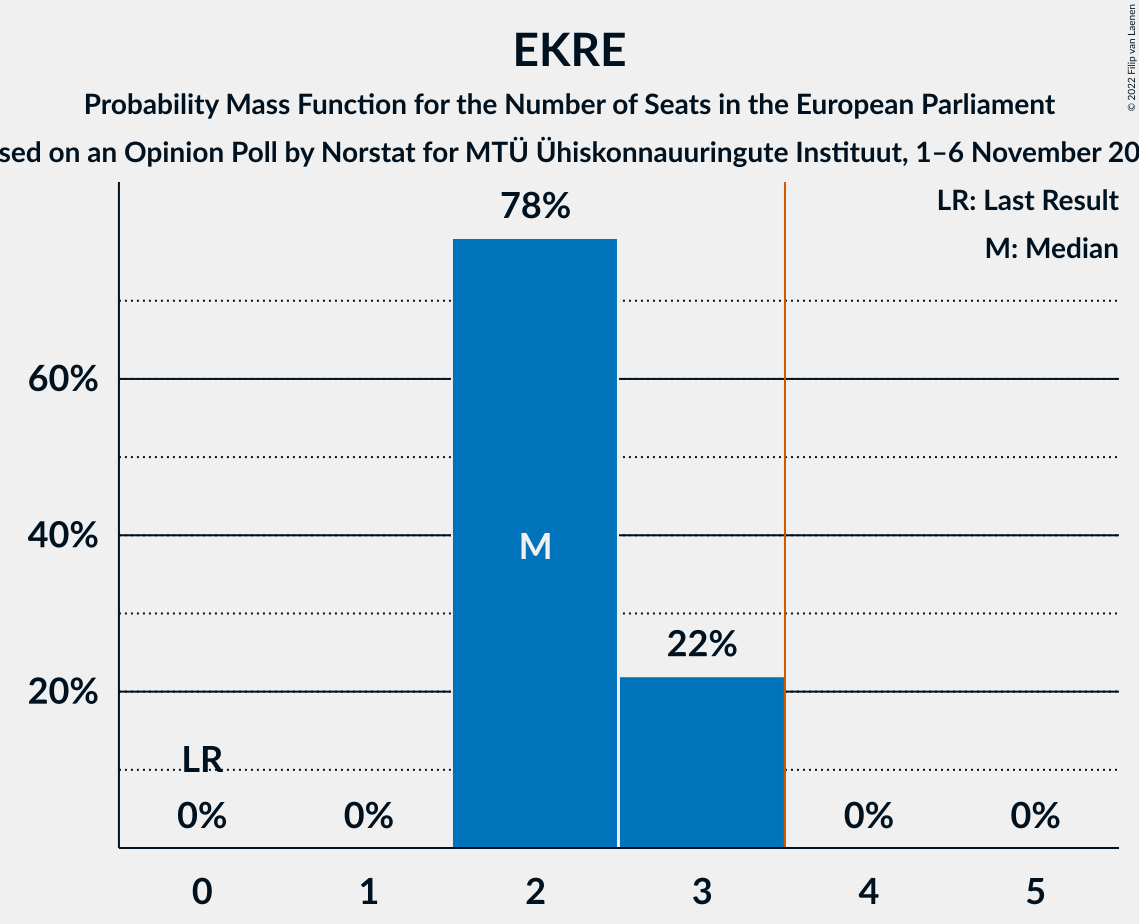 EKRE
Probability Mass Function for the Number of Seats in the European Parliament
sed on an Opinion Poll by Norstat for MTÜ Ühiskonnauuringute Instituut, 1–6 November 20
© 2022 Filip van Laenen
LR: Last Result
M: Median
78%
60%
40%
M
22%
20%
LR
0%
0%
0%
0%
0
1
2
3
4
5